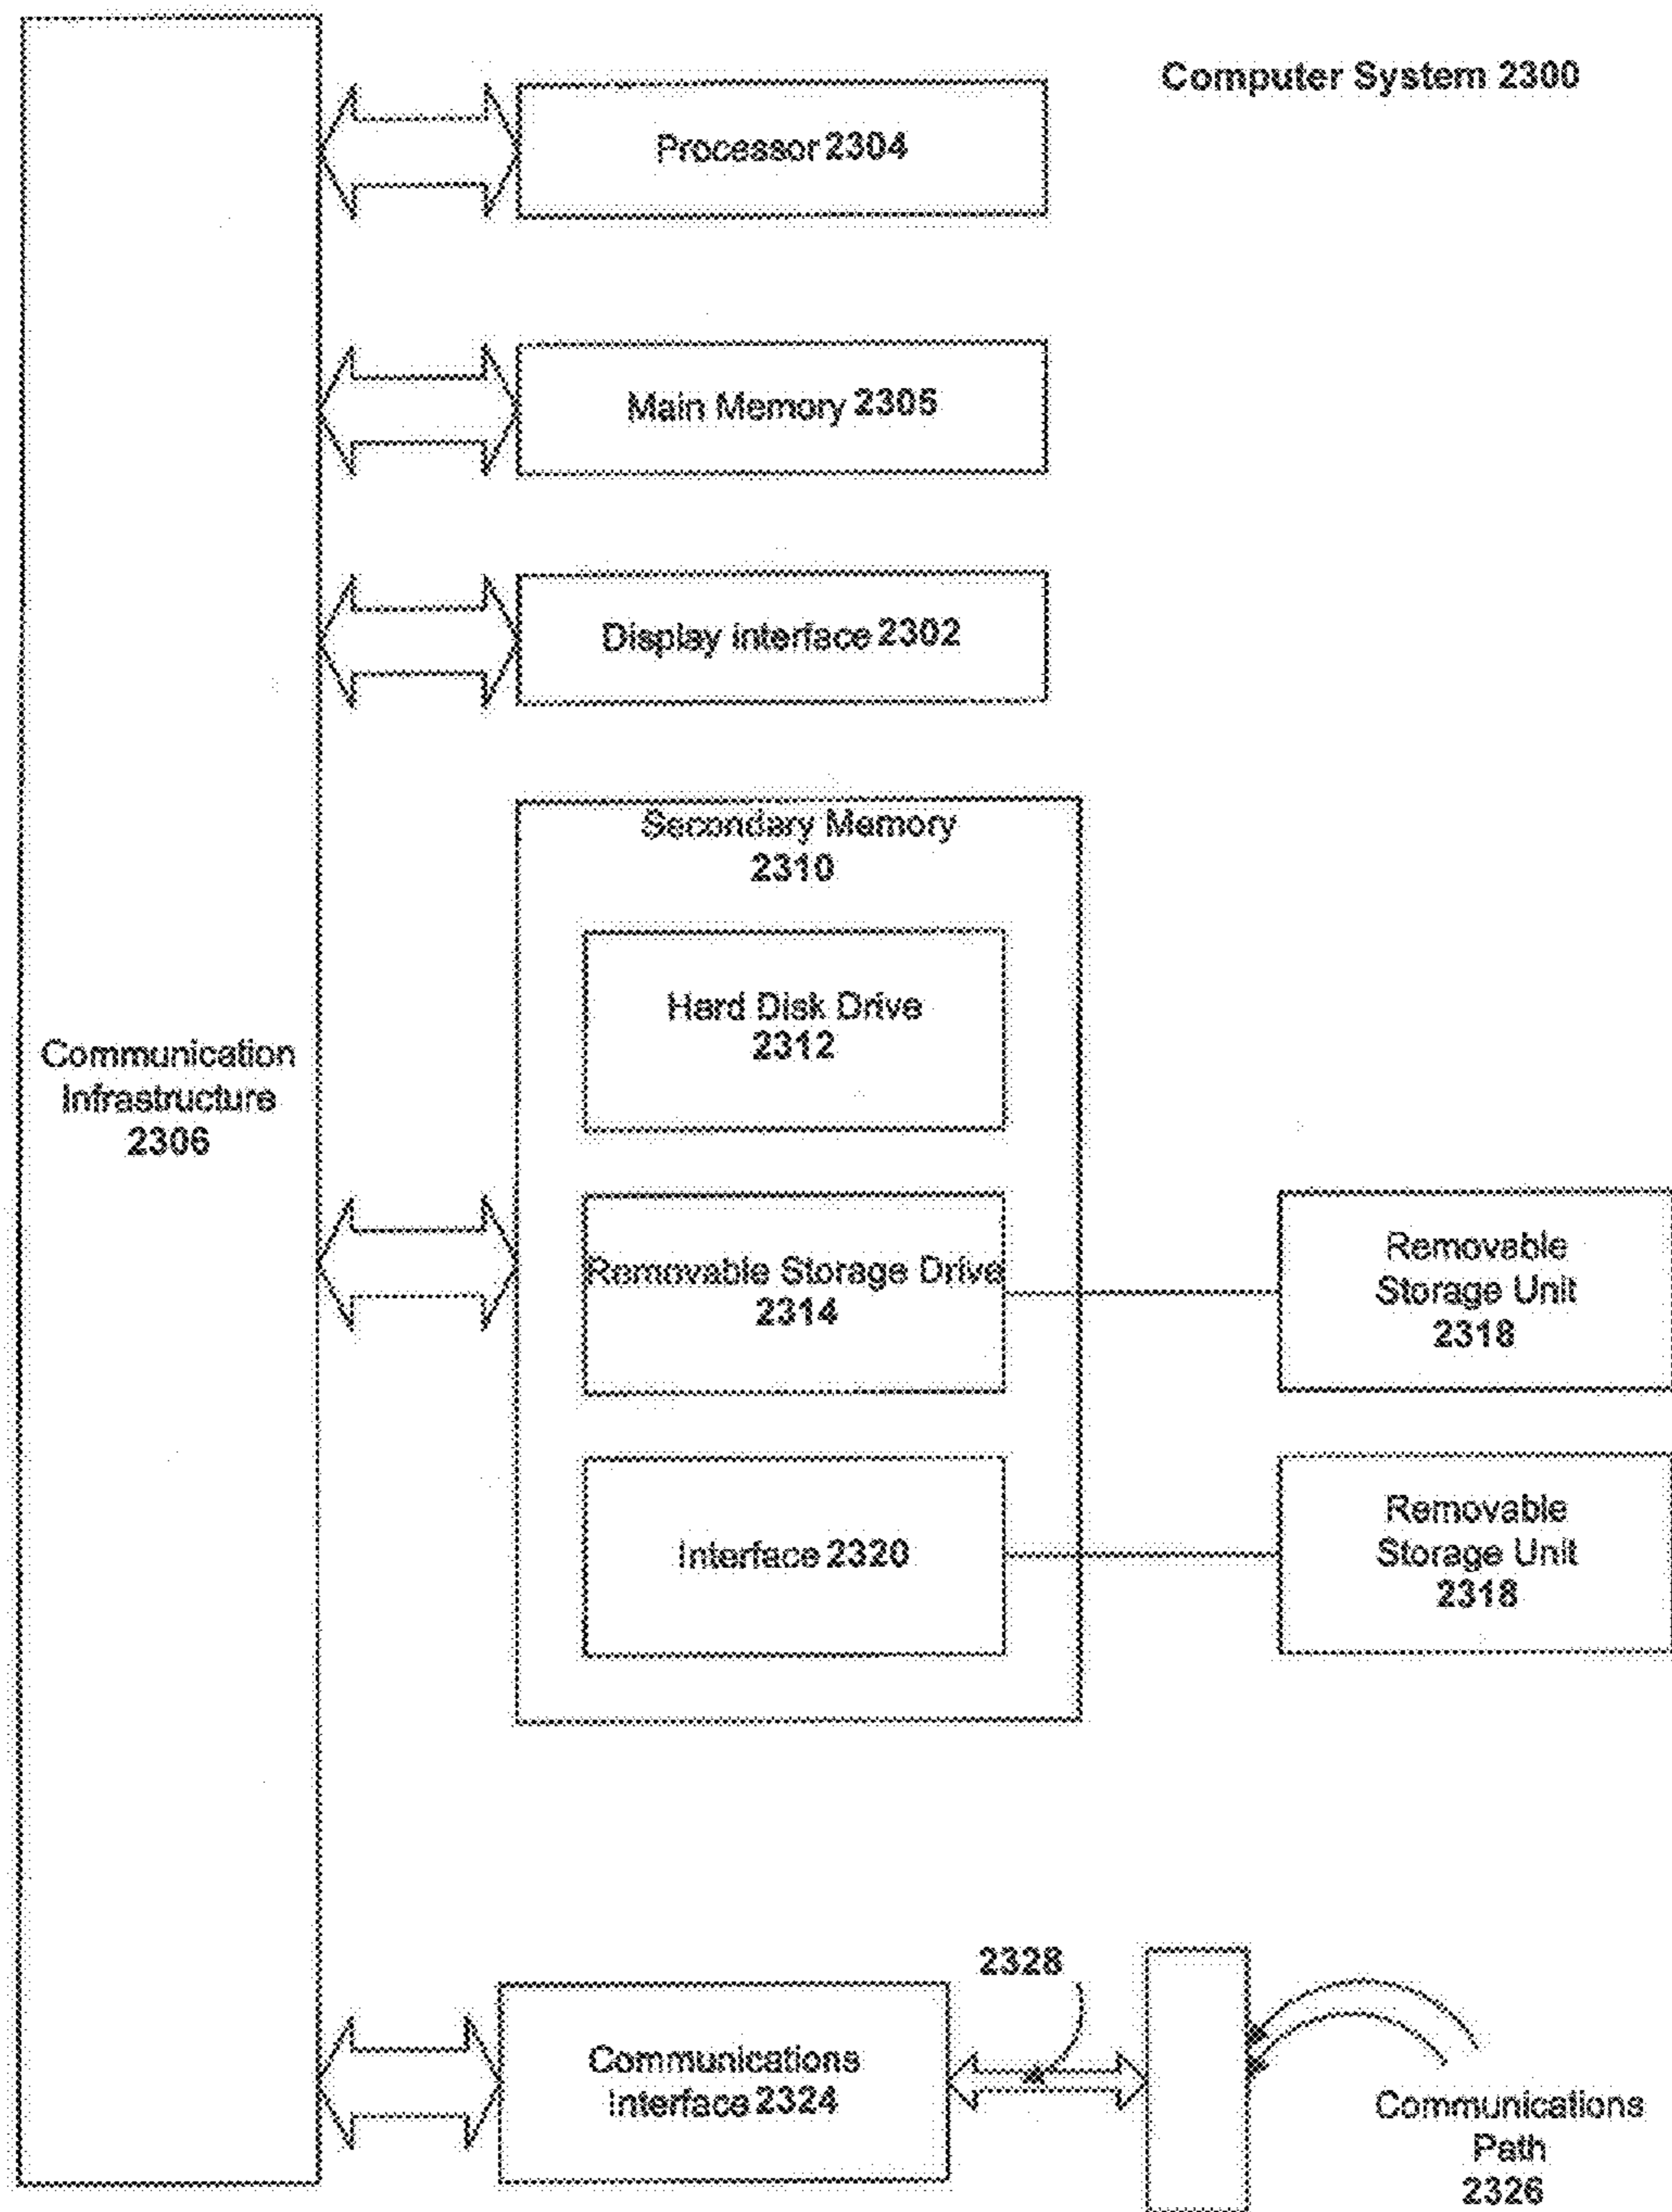 Computer System 2300
Processor 2304
Main Memory 2305
Display interface 2302
Secondary Memory
2310
Hard Disk Drive
2312
Communication
Infrastructure
2306
Removable Storage Drive
2314
Removable
Storage Unit
2318
Interface 2320
Removable
Storage Unit
2318
2328
Communications
Interface 2324
Communications
Path
2326